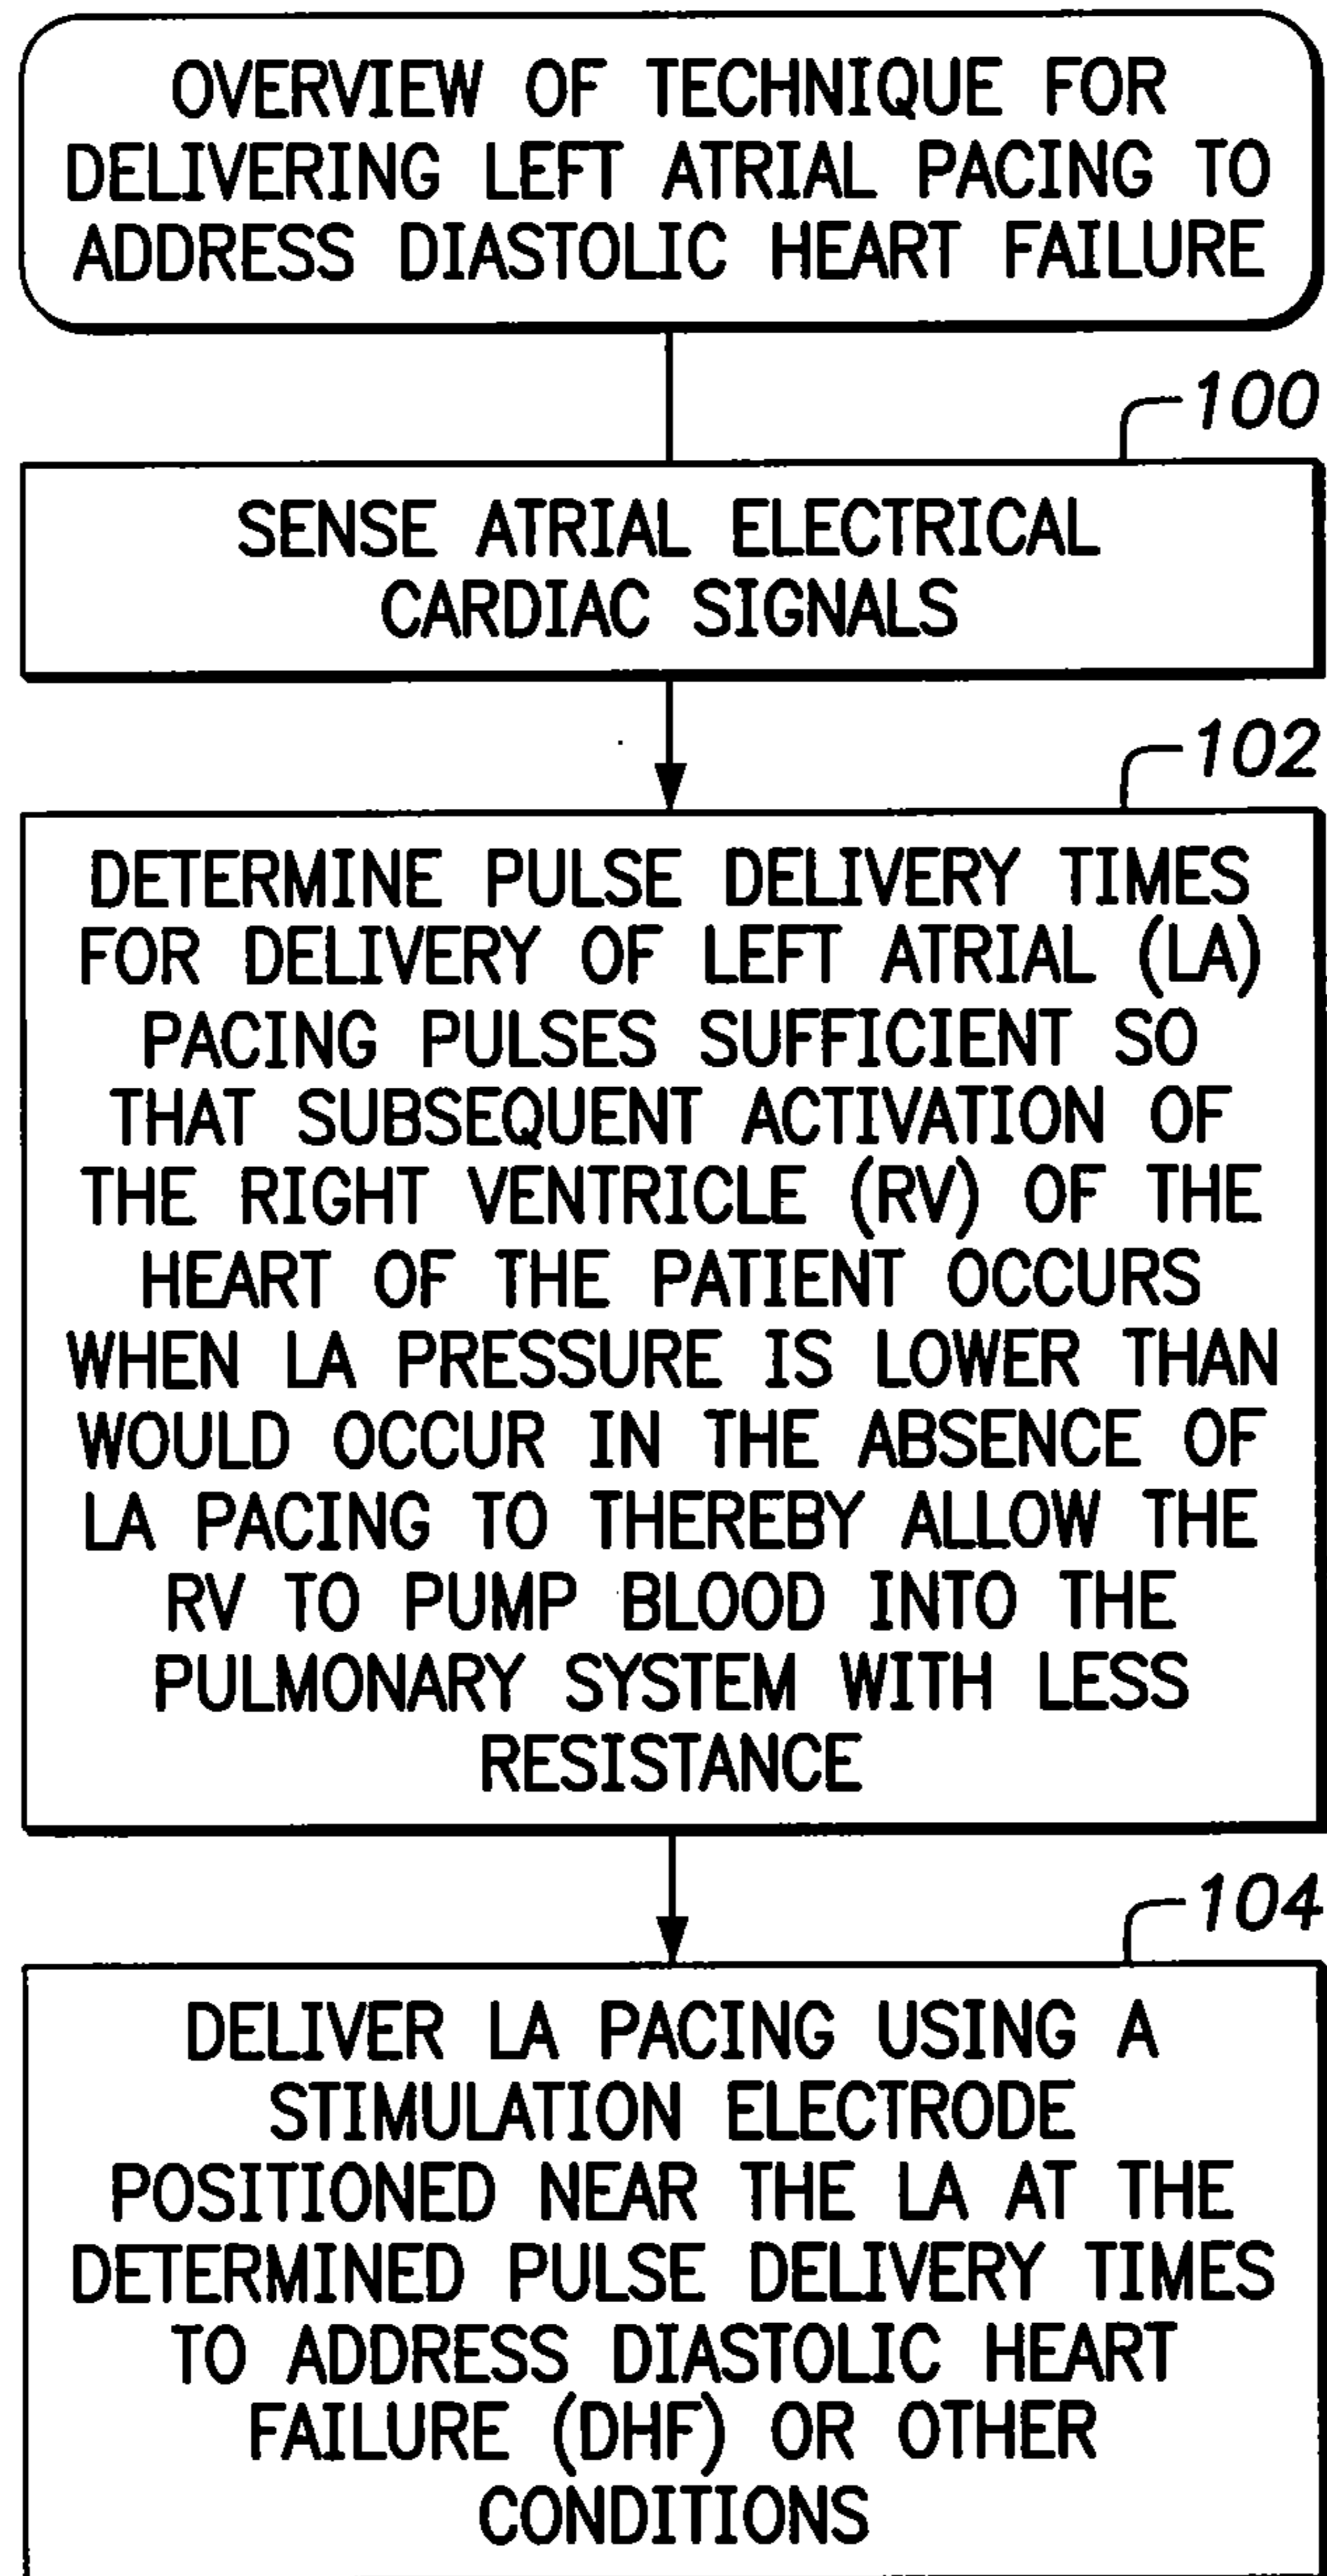 OVERVIEW OF TECHNIQUE FOR
DELIVERING LEFT ATRIAL PACING TO
ADDRESS DIASTOLIC HEART FAILURE
100
SENSE ATRIAL ELECTRICAL
CARDIAC SIGNALS
102
DETERMINE PULSE DELIVERY TIMES
FOR DELIVERY OF LEFT ATRIAL (LA)
PACING PULSES SUFFICIENT SO
THAT SUBSEQUENT ACTIVATION OF
THE RIGHT VENTRICLE (RV) OF THE
HEART OF THE PATIENT OCCURS
WHEN LA PRESSURE IS LOWER THAN
WOULD OCCUR IN THE ABSENCE OF
LA PACING TO THEREBY ALLOW THE
RV TO PUMP BLOOD INTO THE
PULMONARY SYSTEM WITH LESS
RESISTANCE
104
DELIVER LA PACING USING A
STIMULATION ELECTRODE
POSITIONED NEAR THE LA AT THE
DETERMINED PULSE DELIVERY TIMES
TO ADDRESS DIASTOLIC HEART
FAILURE (DHF) OR OTHER
CONDITIONS